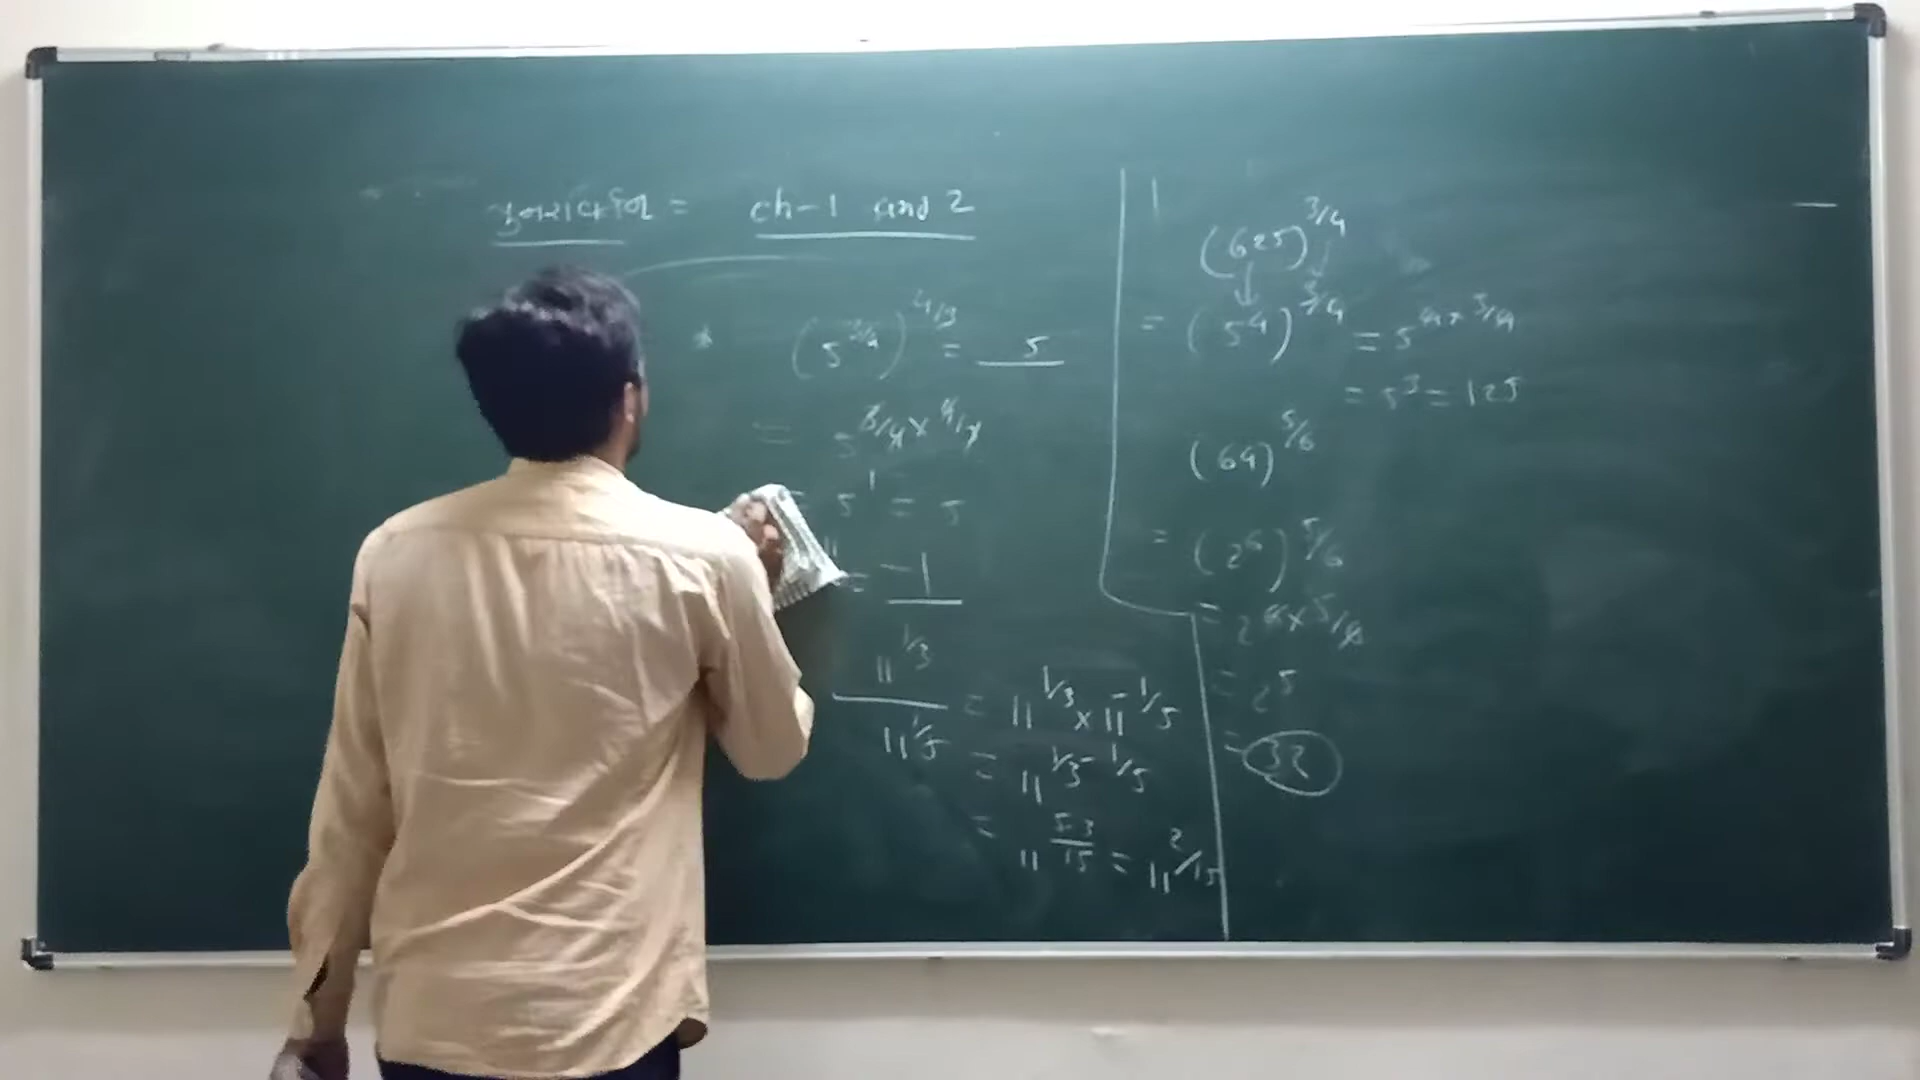 પુનરાવર્તન = ch-1 and 2
* (5^3/4)^4/3 = 5
= 5^3/4 × 4/3
= 5^1 = 5
= -1
11^1/3 / 11^1/5 = 11^1/3 × 11^-1/5
= 11^1/3 - 1/5
= 11^5-3/15 = 11^2/15
(625)^3/4
= (5^4)^3/4 = 5^4 × 3/4
= 5^3 = 125
(64)^5/6
= (2^6)^5/6
= 2^6 × 5/6
= 2^5
= 32